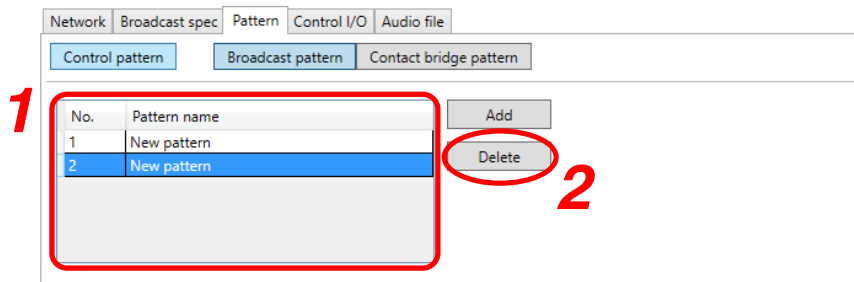 Network Broadcast spec Pattern Control I/O Audio file
Control pattern Broadcast pattern Contact bridge pattern
1
No. Pattern name Add
1 New pattern
2 New pattern Delete
2